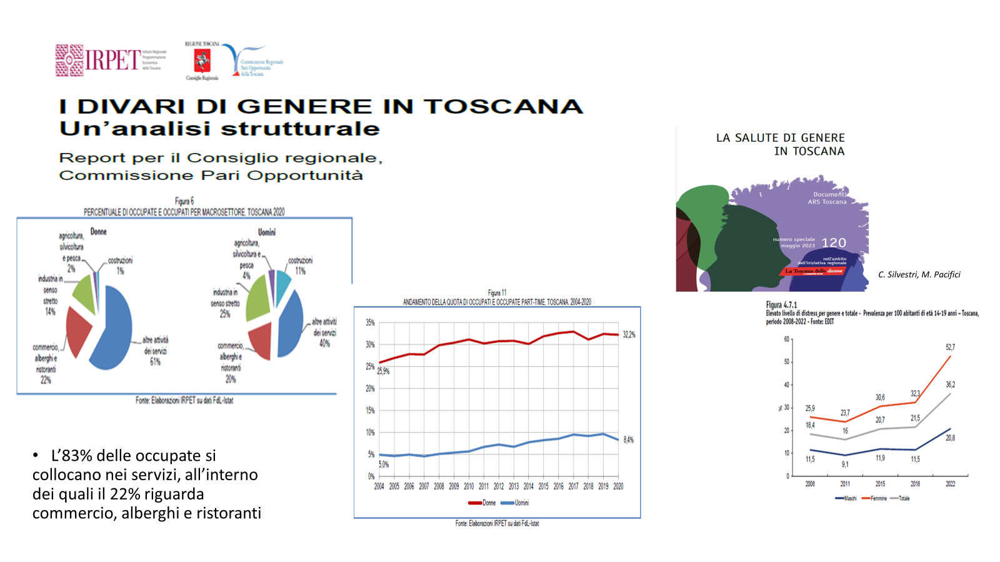 IRPET
Istituto Regionale
Programmazione
Economica
della Toscana
REGIONE TOSCANA
Consiglio Regionale
Commissione Regionale
Pari Opportunità
della Toscana
I DIVARI DI GENERE IN TOSCANA
Un’analisi strutturale
Report per il Consiglio regionale,
Commissione Pari Opportunità
Figura 6
PERCENTUALE DI OCCUPATE E OCCUPATI PER MACROSETTORE. TOSCANA 2020
Donne
agricoltura,
silvicoltura
e pesca
2%
costruzioni
1%
industria in
senso
stretto
14%
commercio,
alberghi e
ristoranti
22%
altre attività
dei servizi
61%
Uomini
agricoltura,
silvicoltura e
pesca
4%
costruzioni
11%
industria in
senso stretto
25%
commercio,
alberghi e
ristoranti
20%
altre attività
dei servizi
40%
Fonte: Elaborazioni IRPET su dati FdL-Istat
• L’83% delle occupate si
collocano nei servizi, all’interno
dei quali il 22% riguarda
commercio, alberghi e ristoranti
Figura 11
ANDAMENTO DELLA QUOTA DI OCCUPATI E OCCUPATE PART-TIME. TOSCANA. 2004-2020
35%
30%
25%
20%
15%
10%
5%
0%
25,9%
32,2%
5,0%
8,4%
2004 2005 2006 2007 2008 2009 2010 2011 2012 2013 2014 2015 2016 2017 2018 2019 2020
Donne Uomini
Fonte: Elaborazioni IRPET su dati FdL-Istat
LA SALUTE DI GENERE
IN TOSCANA
Documenti
ARS Toscana
numero speciale
maggio 2023
120
nell'ambito
dell'iniziativa regionale
La Toscana delle donne
C. Silvestri, M. Pacifici
Figura 4.7.1
Elevato livello di distress per genere e totale - Prevalenza per 100 abitanti di età 14-19 anni – Toscana,
periodo 2008-2022 - Fonte: EDIT
%
60
50
40
30
20
10
0
25,9 23,7 30,6 32,3 52,7
18,4 16 20,7 21,5 36,2
11,5 9,1 11,9 11,5 20,8
2008 2011 2015 2018 2022
Maschi Femmine Totale